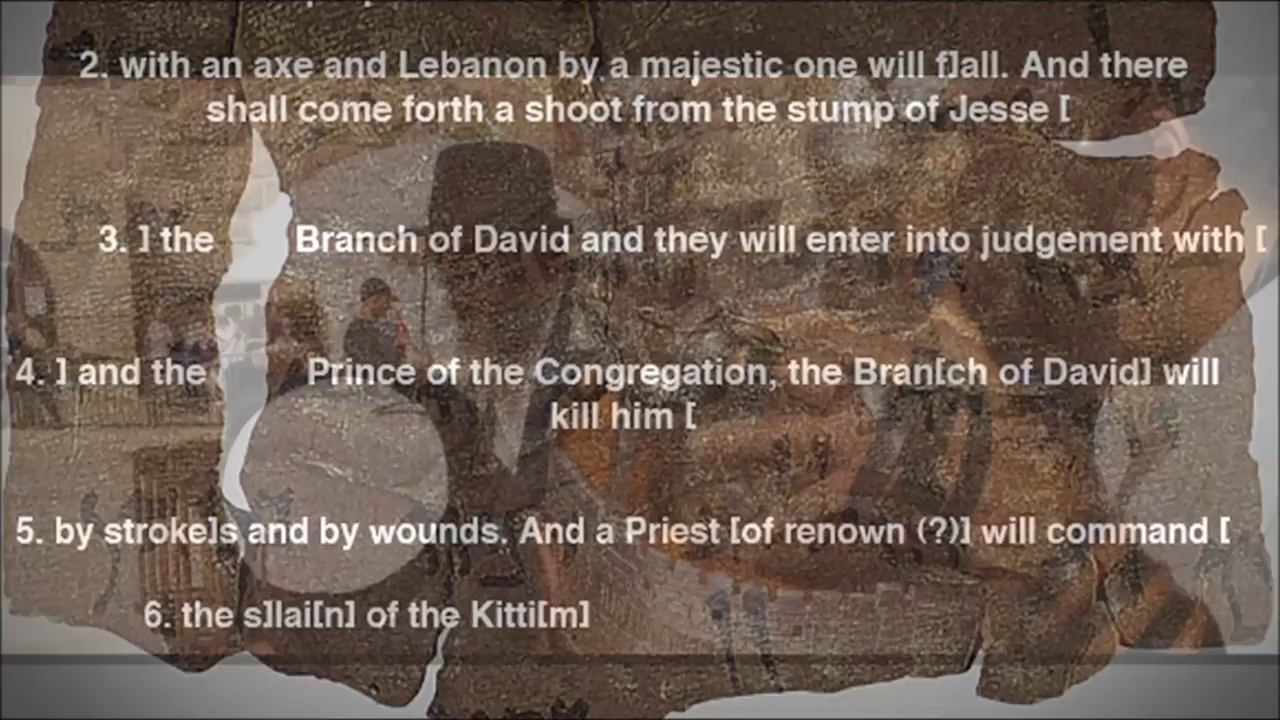 2. with an axe and Lebanon by a majestic one will f]all. And there
shall come forth a shoot from the stump of Jesse [
3. ] the Branch of David and they will enter into judgement with [
4. ] and the Prince of the Congregation, the Bran[ch of David] will
kill him [
5. by stroke]s and by wounds. And a Priest [of renown (?)] will command [
6. the s]lai[n] of the Kitti[m]